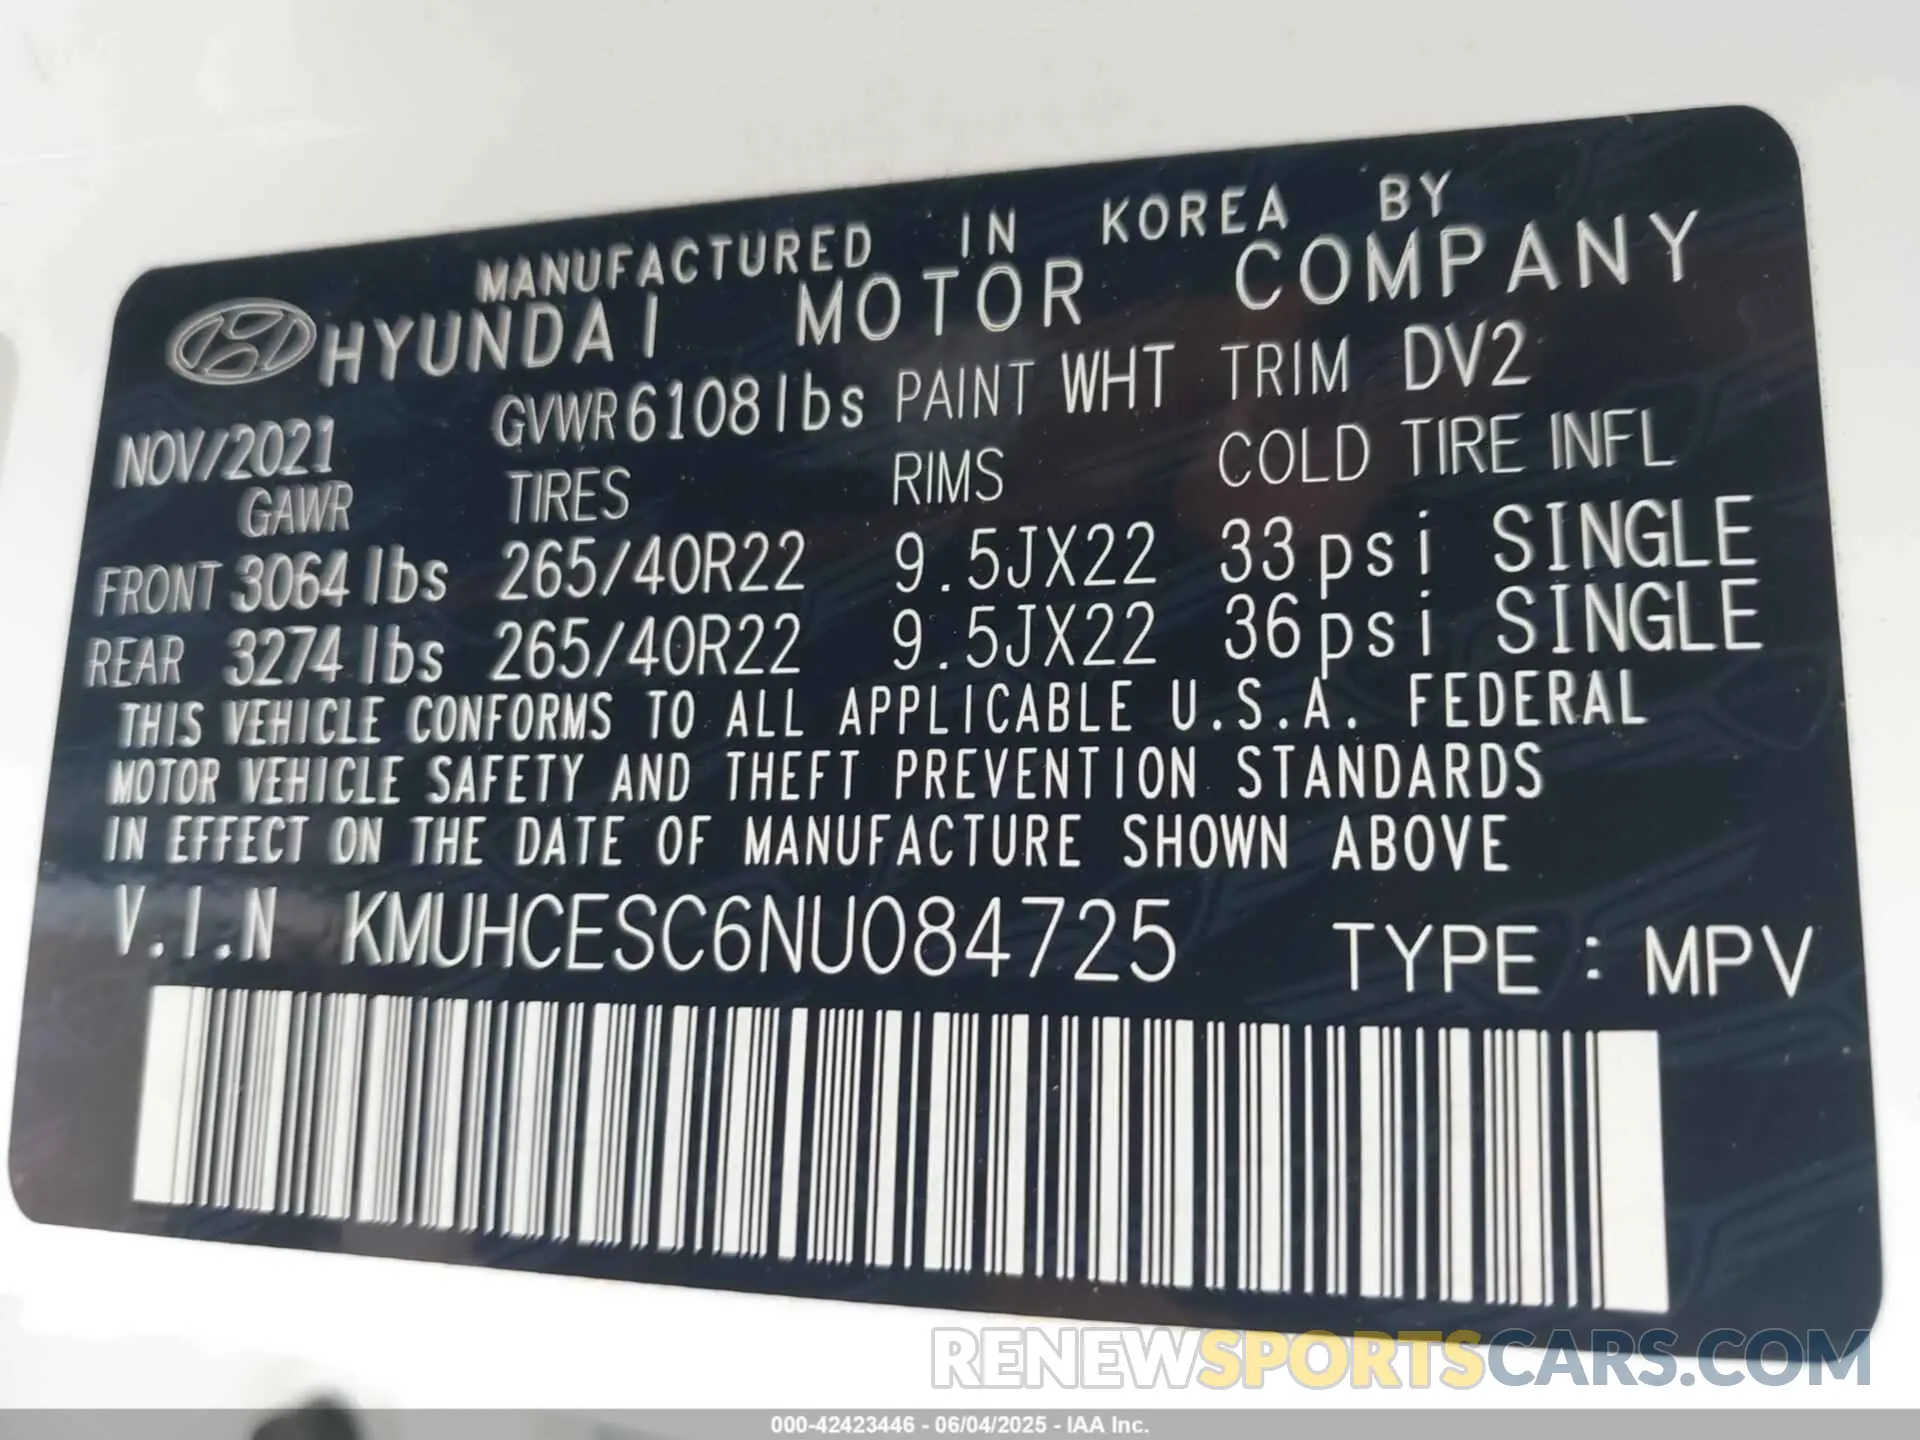 MANUFACTURED IN KOREA BY
HYUNDAI MOTOR COMPANY
NOV/2021 GVWR 6108 lbs PAINT WHT TRIM DV2
GAWR TIRES RIMS COLD TIRE INFL
FRONT 3064 lbs 265/40R22 9.5JX22 33 psi SINGLE
REAR 3274 lbs 265/40R22 9.5JX22 36 psi SINGLE
THIS VEHICLE CONFORMS TO ALL APPLICABLE U.S.A. FEDERAL
MOTOR VEHICLE SAFETY AND THEFT PREVENTION STANDARDS
IN EFFECT ON THE DATE OF MANUFACTURE SHOWN ABOVE
V.I.N KMUHCESC6NU084725 TYPE : MPV
RENEWSPORTSCARS.COM
000-42423446 - 06/04/2025 - IAA Inc.